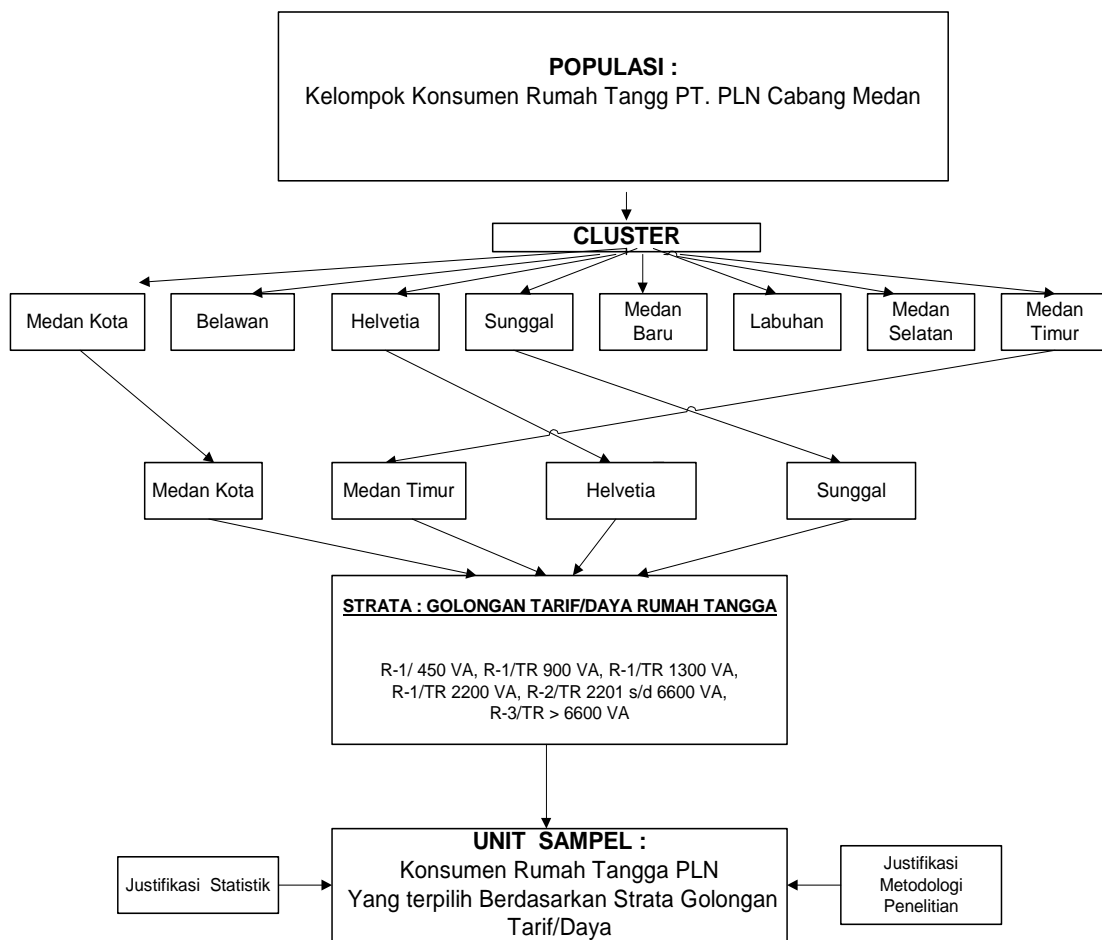 POPULASI :
Kelompok Konsumen Rumah Tangg PT. PLN Cabang Medan
CLUSTER
Medan Kota
Belawan
Helvetia
Sunggal
Medan
Baru
Labuhan
Medan
Selatan
Medan
Timur
Medan Kota
Medan Timur
Helvetia
Sunggal
STRATA : GOLONGAN TARIF/DAYA RUMAH TANGGA
R-1/ 450 VA, R-1/TR 900 VA, R-1/TR 1300 VA,
R-1/TR 2200 VA, R-2/TR 2201 s/d 6600 VA,
R-3/TR > 6600 VA
Justifikasi Statistik
UNIT SAMPEL :
Konsumen Rumah Tangga PLN
Yang terpilih Berdasarkan Strata Golongan
Tarif/Daya
Justifikasi
Metodologi
Penelitian